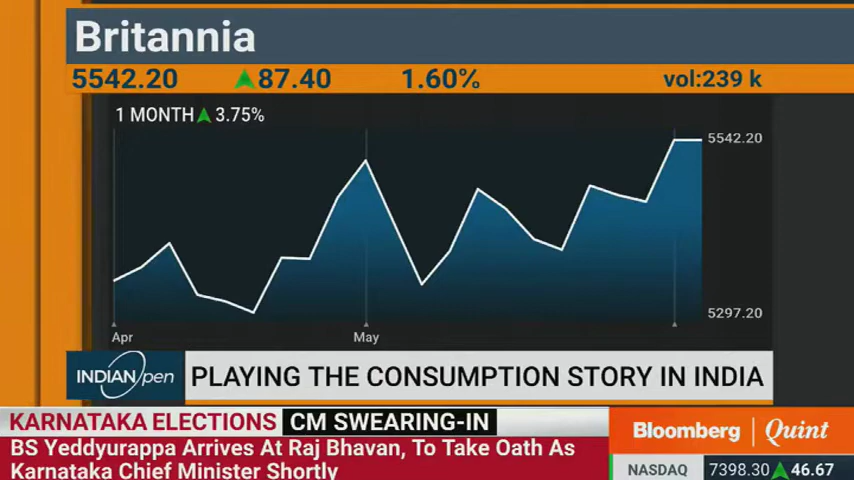 Britannia
5542.20 ▲87.40 1.60% vol:239 k
1 MONTH ▲ 3.75%
5542.20
5297.20
Apr May
INDIAN open
PLAYING THE CONSUMPTION STORY IN INDIA
KARNATAKA ELECTIONS CM SWEARING-IN
BS Yeddyurappa Arrives At Raj Bhavan, To Take Oath As
Karnataka Chief Minister Shortly
Bloomberg | Quint
NASDAQ 7398.30 ▲ 46.67